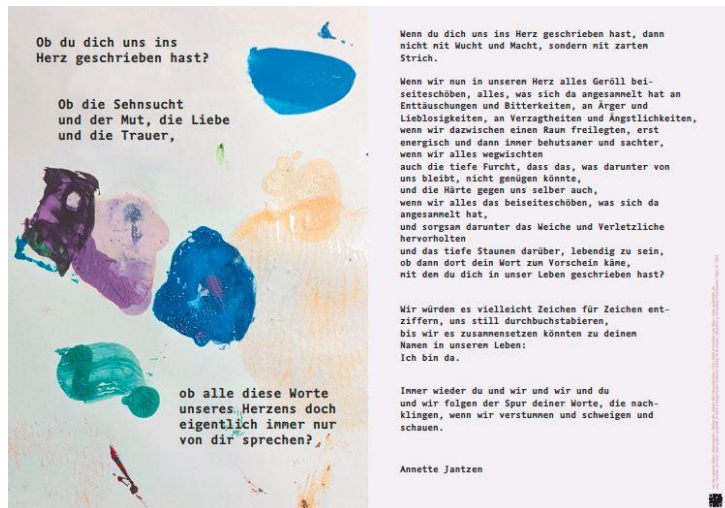 Ob du dich uns ins
Herz geschrieben hast?
Ob die Sehnsucht
und der Mut, die Liebe
und die Trauer,
ob alle diese Worte
unseres Herzens doch
eigentlich immer nur
von dir sprechen?
Wenn du dich uns ins Herz geschrieben hast, dann
nicht mit Wucht und Macht, sondern mit zartem
Strich.
Wenn wir nun in unserem Herz alles Geröll bei-
seiteschöben, alles, was sich da angesammelt hat an
Enttäuschungen und Bitterkeiten, an Ärger und
Lieblosigkeiten, an Verzagtheiten und Ängstlichkeiten,
wenn wir dazwischen einen Raum freilegten, erst
energisch und dann immer behutsamer und sachter,
wenn wir alles wegwischten
auch die tiefe Furcht, dass das, was darunter von
uns bleibt, nicht genügen könnte,
und die Härte gegen uns selber auch,
wenn wir alles das beiseiteschöben, was sich da
angesammelt hat,
und sorgsam darunter das Weiche und Verletzliche
hervorholten
und das tiefe Staunen darüber, lebendig zu sein,
ob dann dort dein Wort zum Vorschein käme,
mit dem du dich in unser Leben geschrieben hast?
Wir würden es vielleicht Zeichen für Zeichen ent-
ziffern, uns still durchbuchstabieren,
bis wir es zusammensetzen könnten zu deinem
Namen in unserem Leben:
Ich bin da.
Immer wieder du und wir und wir und du
und wir folgen der Spur deiner Worte, die nach-
klingen, wenn wir verstummen und schweigen und
schauen.
Annette Jantzen